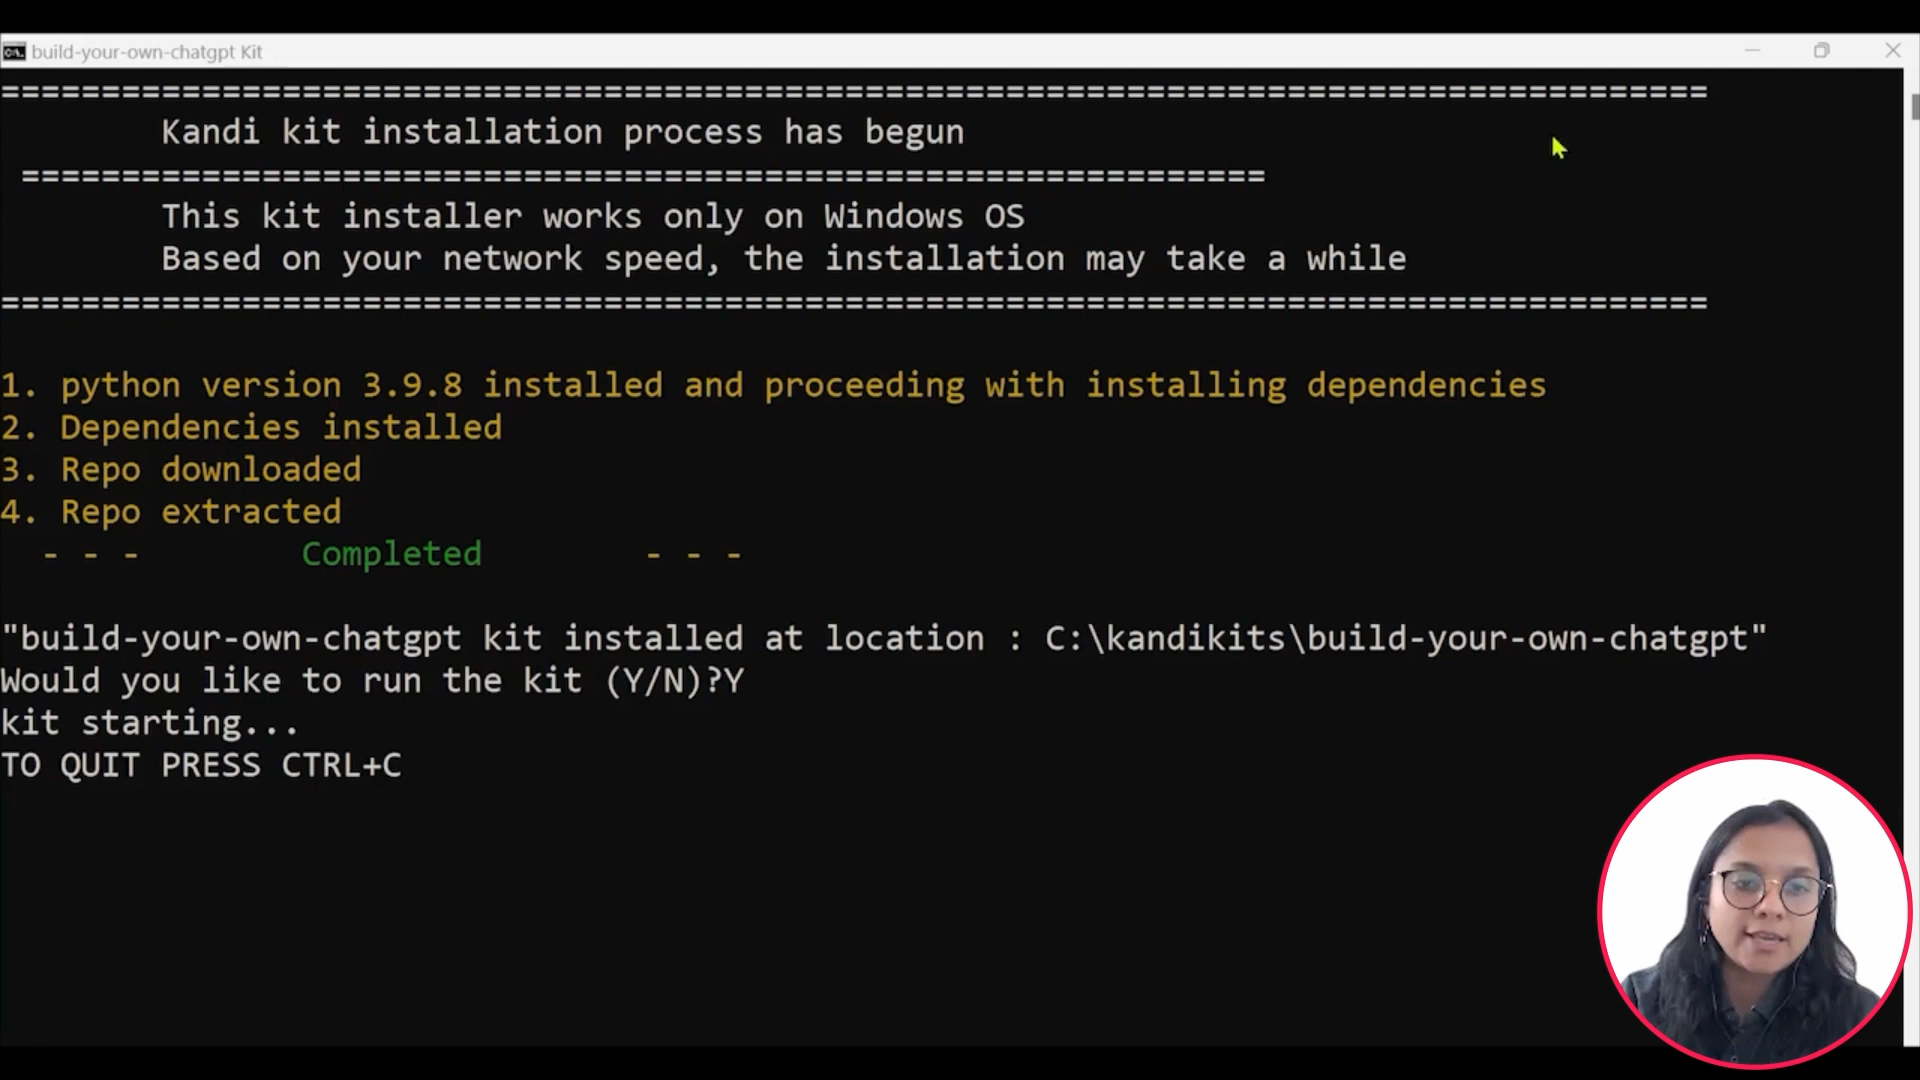 build-your-own-chatgpt Kit
=====================================================================================
Kandi kit installation process has begun
==============================================================
This kit installer works only on Windows OS
Based on your network speed, the installation may take a while
=====================================================================================
1. python version 3.9.8 installed and proceeding with installing dependencies
2. Dependencies installed
3. Repo downloaded
4. Repo extracted
- - - Completed - - -
"build-your-own-chatgpt kit installed at location : C:\kandikits\build-your-own-chatgpt"
Would you like to run the kit (Y/N)?Y
kit starting...
TO QUIT PRESS CTRL+C